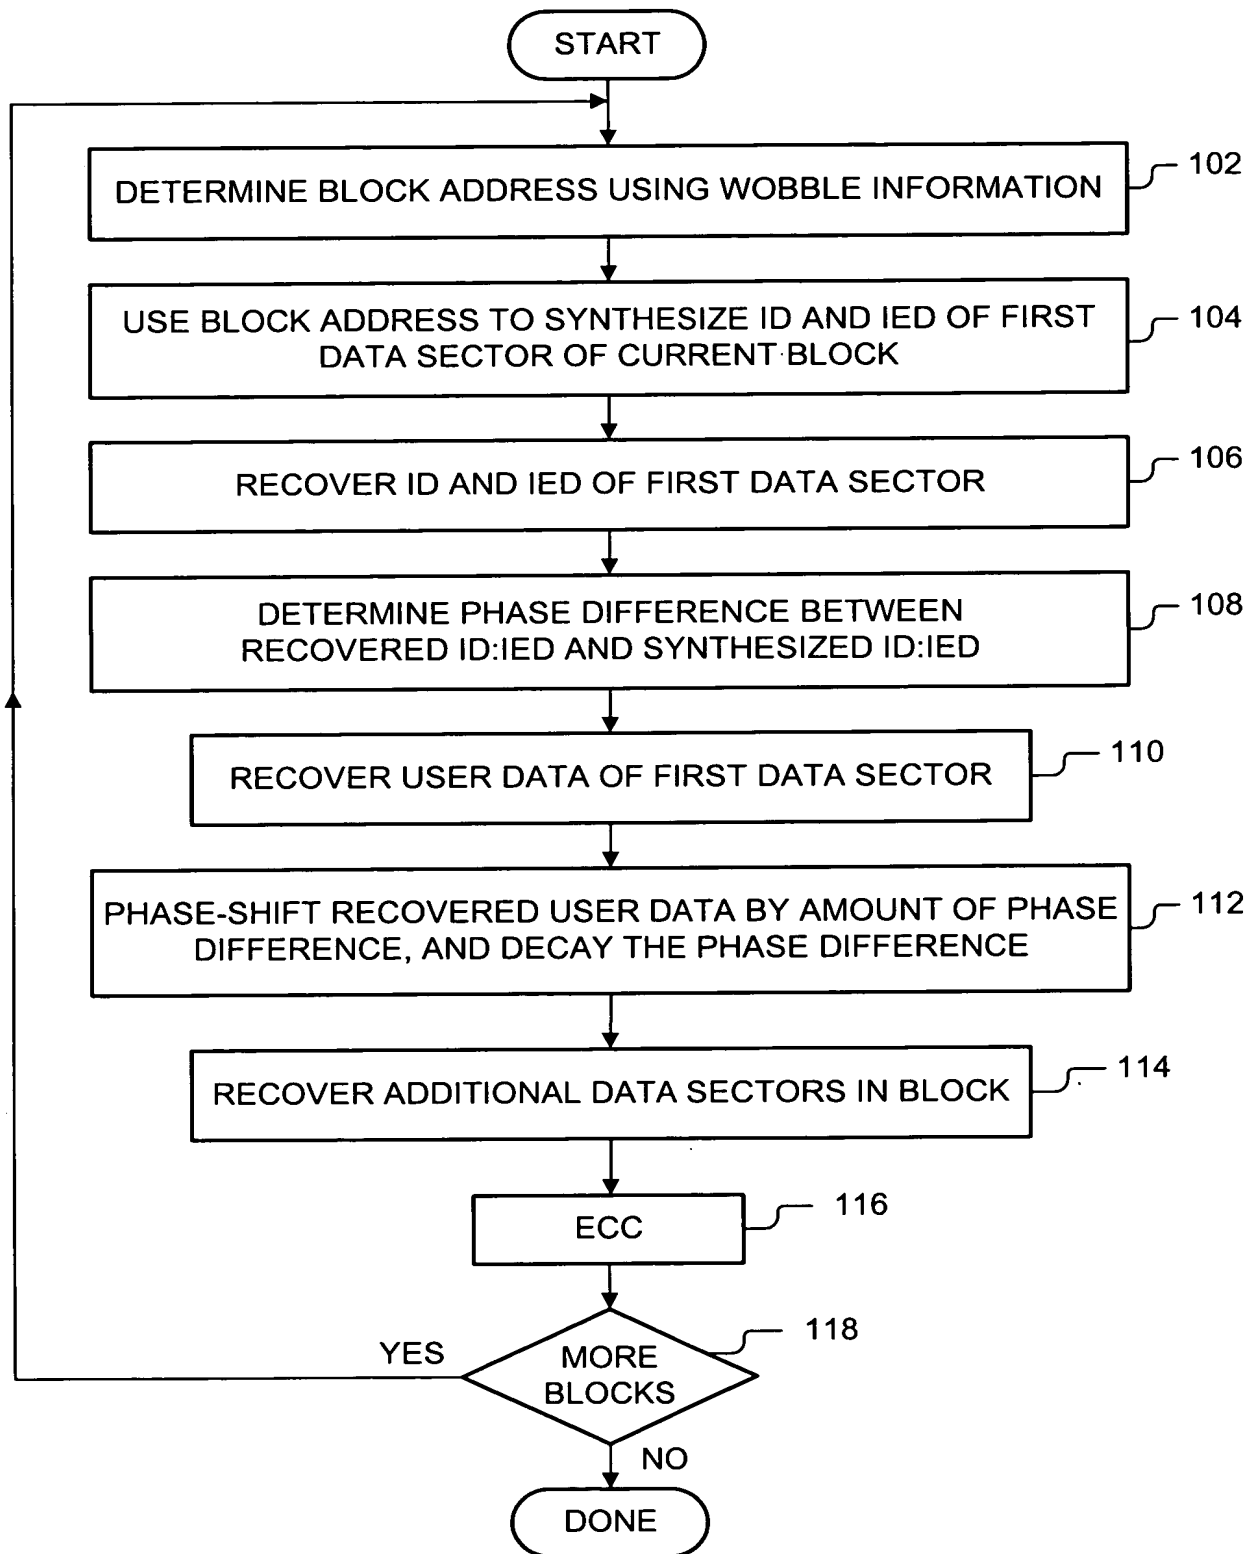 START
DETERMINE BLOCK ADDRESS USING WOBBLE INFORMATION
102
USE BLOCK ADDRESS TO SYNTHESIZE ID AND IED OF FIRST
DATA SECTOR OF CURRENT BLOCK
104
RECOVER ID AND IED OF FIRST DATA SECTOR
106
DETERMINE PHASE DIFFERENCE BETWEEN
RECOVERED ID:IED AND SYNTHESIZED ID:IED
108
RECOVER USER DATA OF FIRST DATA SECTOR
110
PHASE-SHIFT RECOVERED USER DATA BY AMOUNT OF PHASE
DIFFERENCE, AND DECAY THE PHASE DIFFERENCE
112
RECOVER ADDITIONAL DATA SECTORS IN BLOCK
114
ECC
116
YES
MORE
BLOCKS
118
NO
DONE